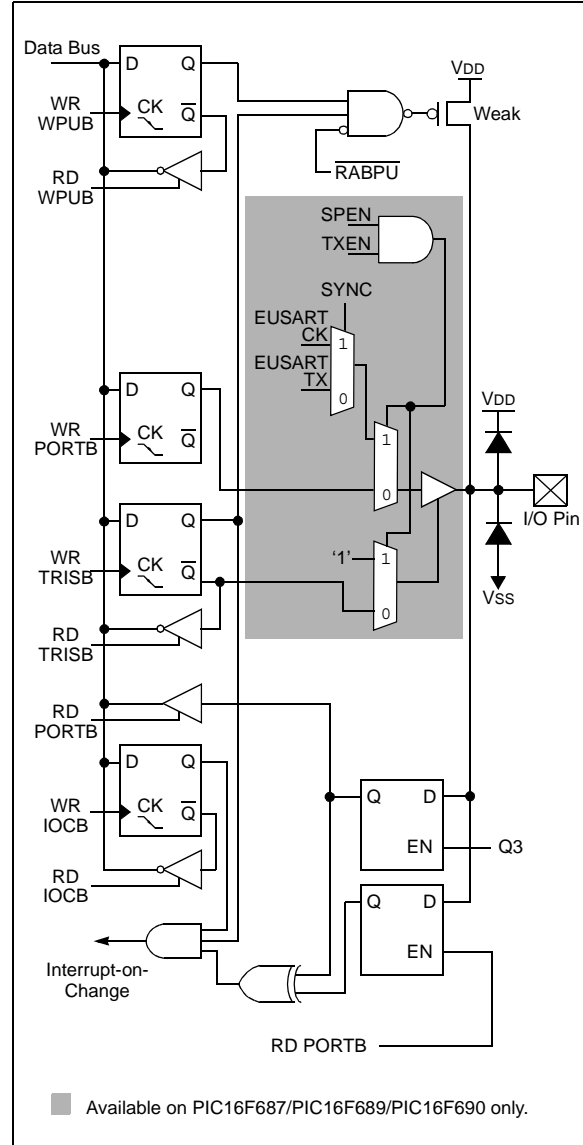 Data Bus
D Q
VDD
WR
WPUB
CK
Q
Weak
RD
WPUB
RABPU
SPEN
TXEN
SYNC
EUSART
CK
1
EUSART
TX
0
D Q
VDD
WR
PORTB
CK
Q
1
0
D Q
I/O Pin
WR
TRISB
CK
Q
'1'
1
VSS
0
RD
TRISB
RD
PORTB
D Q
Q D
WR
IOCB
CK
Q
EN
Q3
RD
IOCB
Q D
EN
Interrupt-on-
Change
RD PORTB
Available on PIC16F687/PIC16F689/PIC16F690 only.